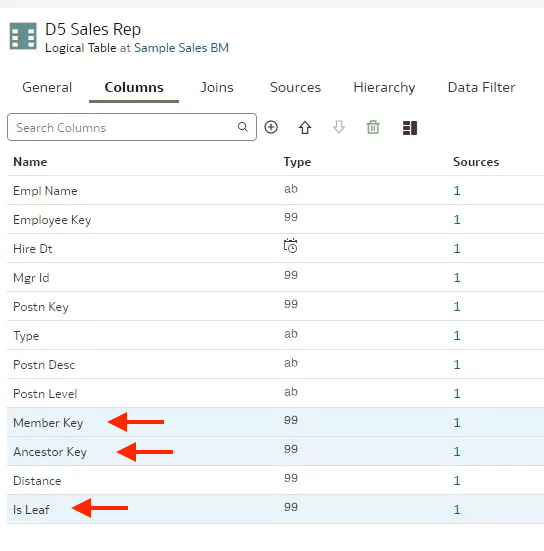 D5 Sales Rep
Logical Table at Sample Sales BM
General Columns Joins Sources Hierarchy Data Filter
Search Columns
Name Type Sources
Empl Name ab 1
Employee Key 99 1
Hire Dt 1
Mgr Id 99 1
Postn Key 99 1
Type ab 1
Postn Desc ab 1
Postn Level ab 1
Member Key 99 1
Ancestor Key 99 1
Distance 99 1
Is Leaf 99 1